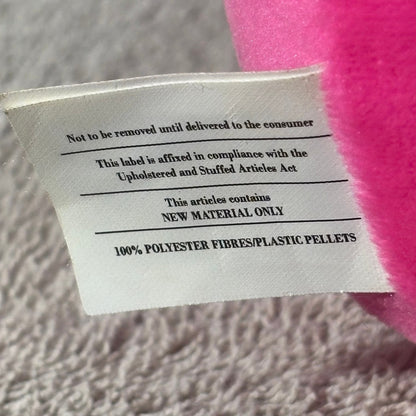 Not to be removed until delivered to the consumer
This label is affixed in compliance with the
Upholstered and Stuffed Articles Act
This articles contains
NEW MATERIAL ONLY
100% POLYESTER FIBRES/PLASTIC PELLETS